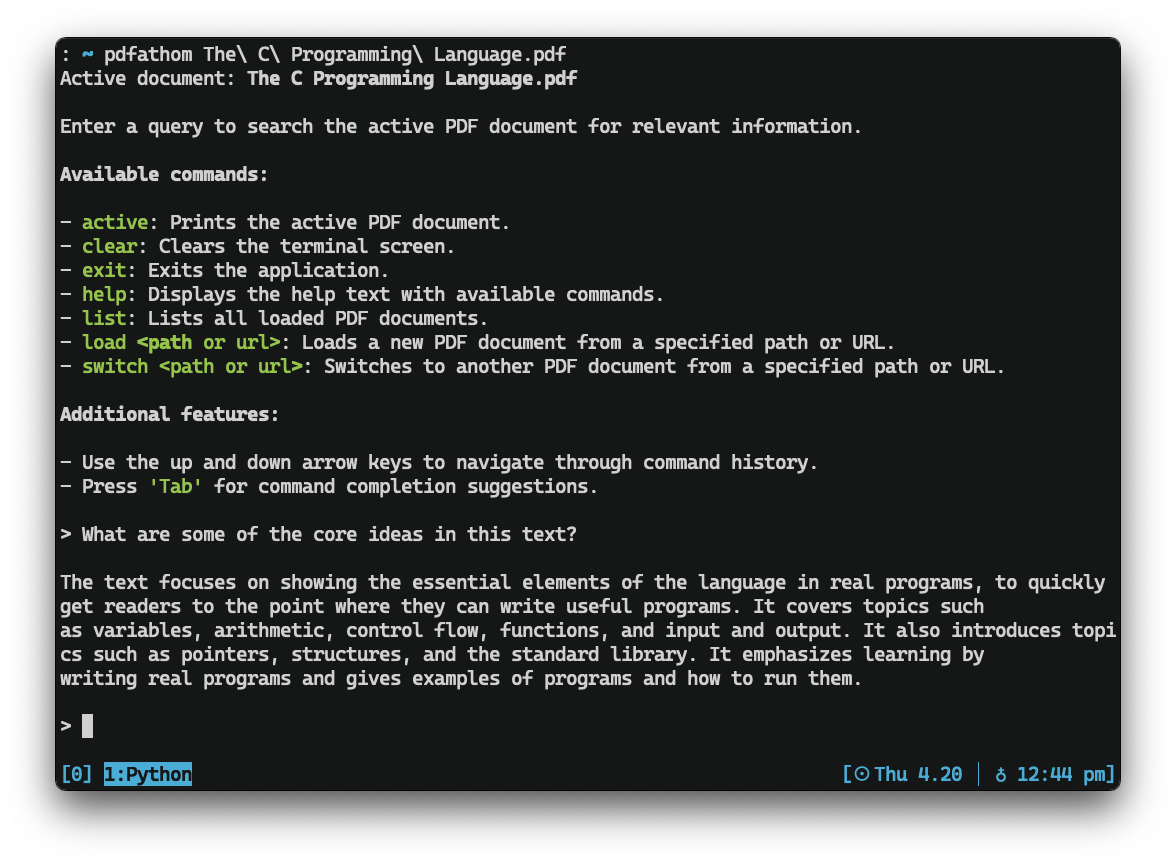 : ~ pdfathom The\ C\ Programming\ Language.pdf
Active document: The C Programming Language.pdf
Enter a query to search the active PDF document for relevant information.
Available commands:
- active: Prints the active PDF document.
- clear: Clears the terminal screen.
- exit: Exits the application.
- help: Displays the help text with available commands.
- list: Lists all loaded PDF documents.
- load <path or url>: Loads a new PDF document from a specified path or URL.
- switch <path or url>: Switches to another PDF document from a specified path or URL.
Additional features:
- Use the up and down arrow keys to navigate through command history.
- Press 'Tab' for command completion suggestions.
> What are some of the core ideas in this text?
The text focuses on showing the essential elements of the language in real programs, to quickly
get readers to the point where they can write useful programs. It covers topics such
as variables, arithmetic, control flow, functions, and input and output. It also introduces topi
cs such as pointers, structures, and the standard library. It emphasizes learning by
writing real programs and gives examples of programs and how to run them.
>
[0] 1:Python [☉ Thu 4.20 │ ♁ 12:44 pm]